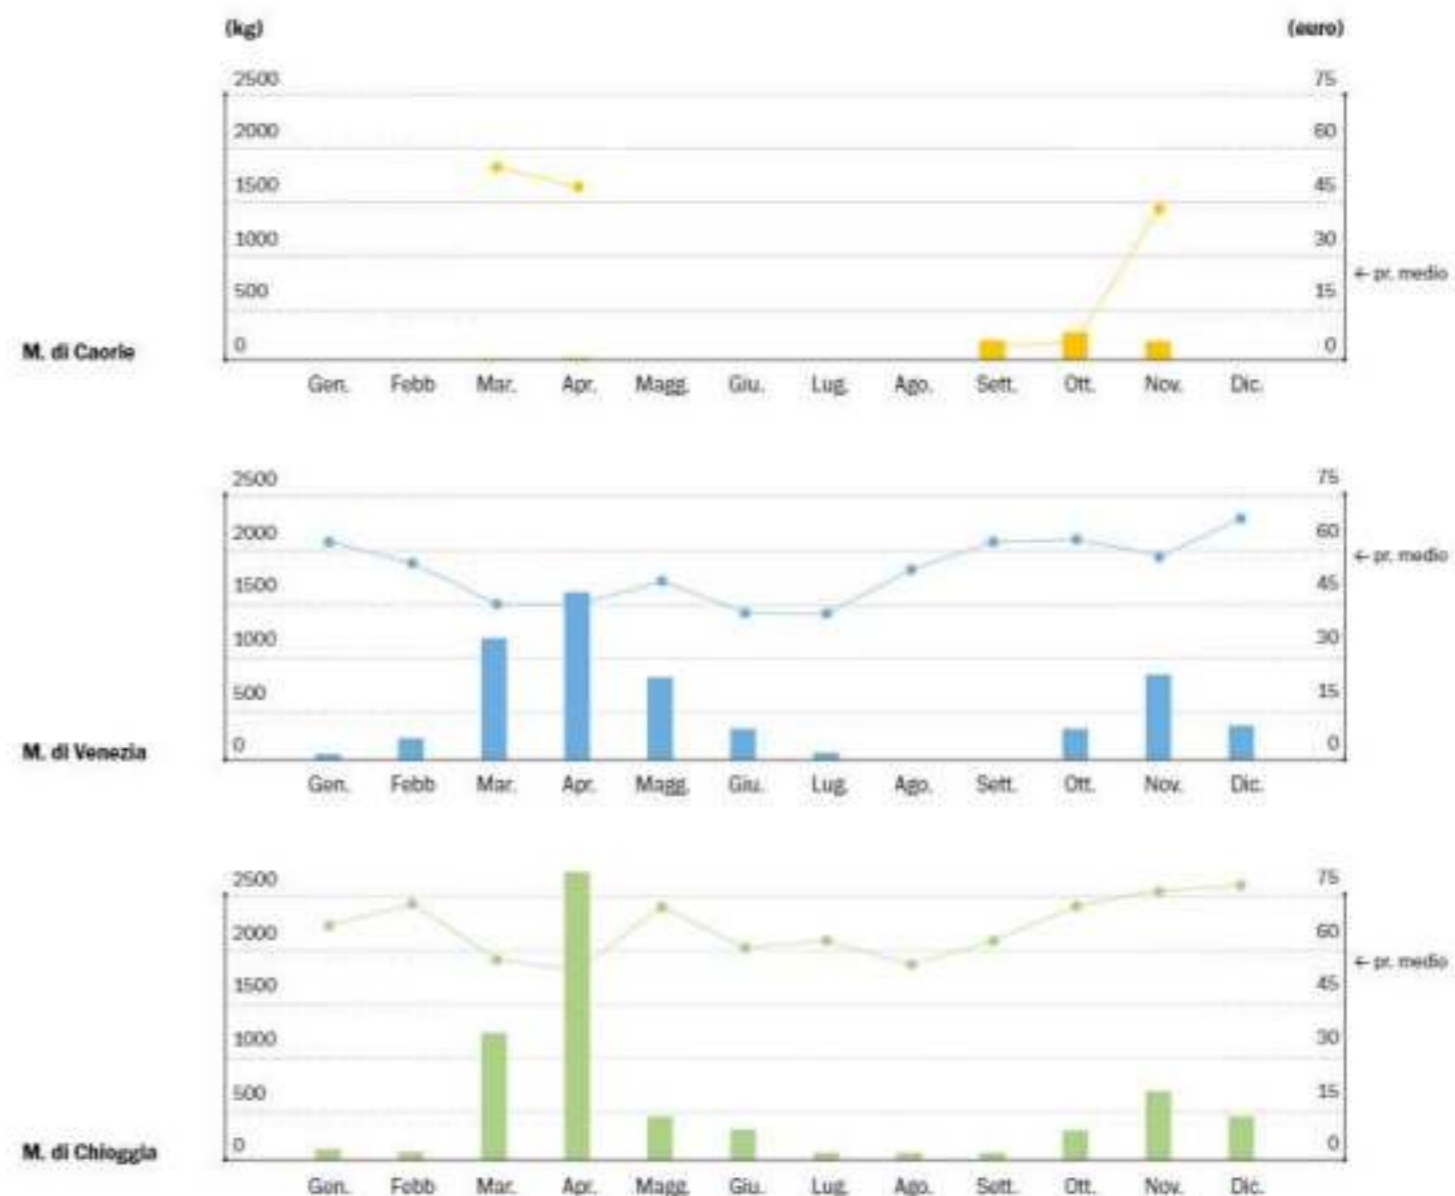 (kg) (euro)
2500 75
2000 60
1500 45
1000 30
← pr. medio
500 15
M. di Caorle 0 0
Gen. Febb Mar. Apr. Magg. Giu. Lug. Ago. Sett. Ott. Nov. Dic.
2500 75
2000 60
← pr. medio
1500 45
1000 30
500 15
M. di Venezia 0 0
Gen. Febb Mar. Apr. Magg. Giu. Lug. Ago. Sett. Ott. Nov. Dic.
2500 75
2000 60
← pr. medio
1500 45
1000 30
500 15
M. di Chioggia 0 0
Gen. Febb Mar. Apr. Magg. Giu. Lug. Ago. Sett. Ott. Nov. Dic.